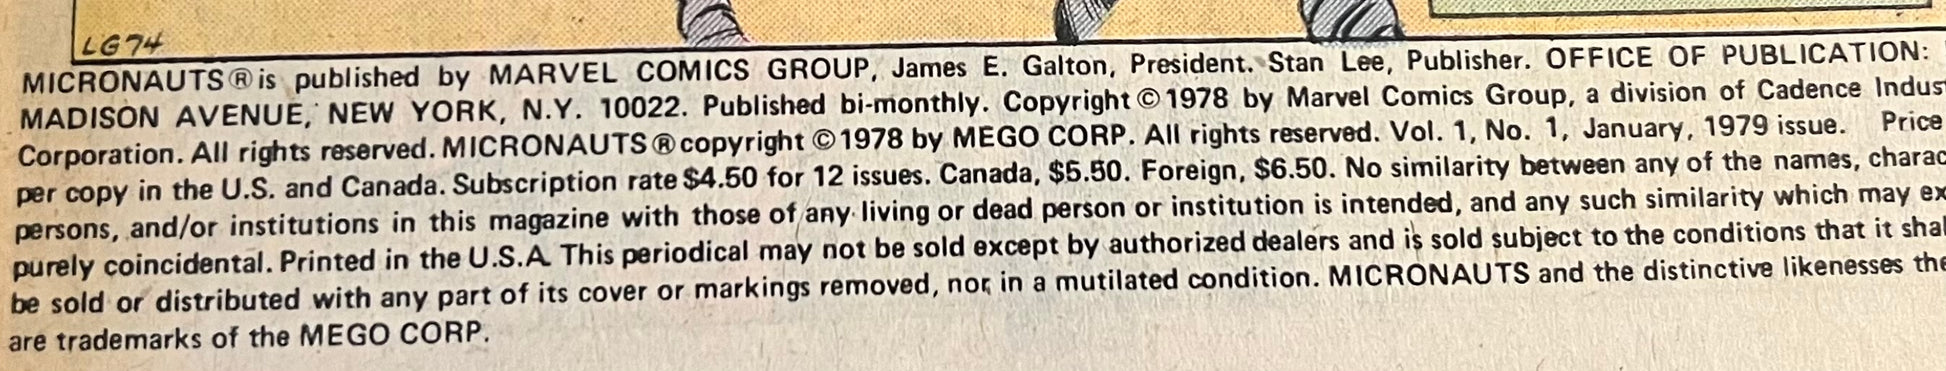 LG74
MICRONAUTS® is published by MARVEL COMICS GROUP, James E. Galton, President. Stan Lee, Publisher. OFFICE OF PUBLICATION:
MADISON AVENUE, NEW YORK, N.Y. 10022. Published bi-monthly. Copyright © 1978 by Marvel Comics Group, a division of Cadence Indus
Corporation. All rights reserved. MICRONAUTS® copyright © 1978 by MEGO CORP. All rights reserved. Vol. 1, No. 1, January, 1979 issue. Price
per copy in the U.S. and Canada. Subscription rate $4.50 for 12 issues. Canada, $5.50. Foreign, $6.50. No similarity between any of the names, charac
persons, and/or institutions in this magazine with those of any living or dead person or institution is intended, and any such similarity which may ex
purely coincidental. Printed in the U.S.A. This periodical may not be sold except by authorized dealers and is sold subject to the conditions that it shal
be sold or distributed with any part of its cover or markings removed, nor in a mutilated condition. MICRONAUTS and the distinctive likenesses the
are trademarks of the MEGO CORP.